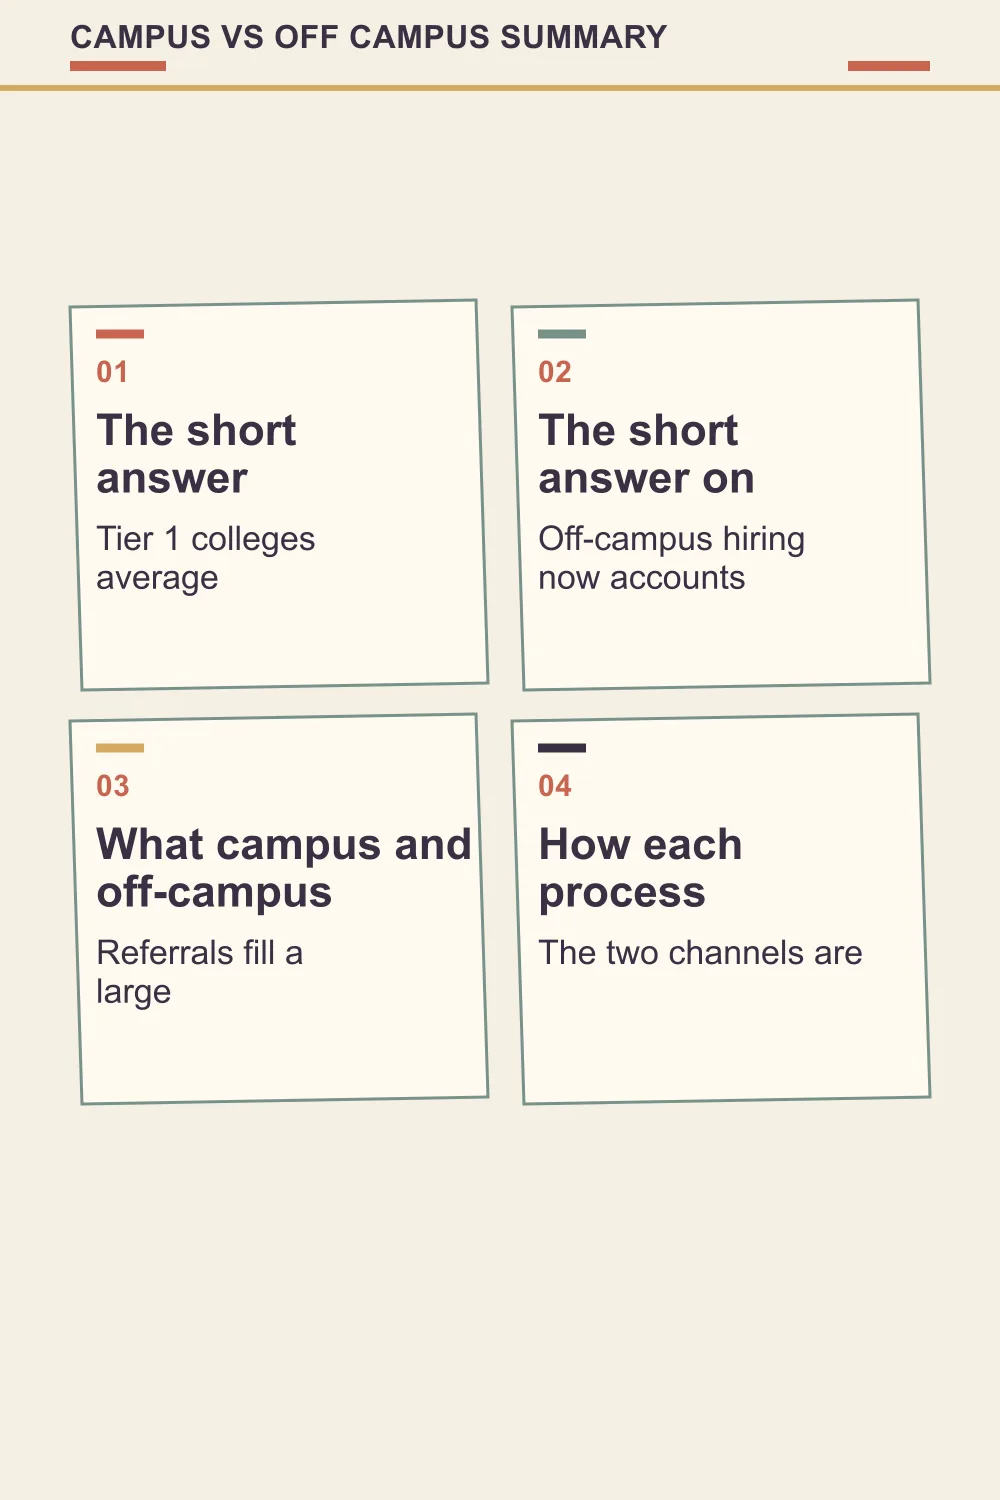 CAMPUS VS OFF CAMPUS SUMMARY
01
The short
answer
Tier 1 colleges
average
02
The short
answer on
Off-campus hiring
now accounts
03
What campus and
off-campus
Referrals fill a
large
04
How each
process
The two channels are